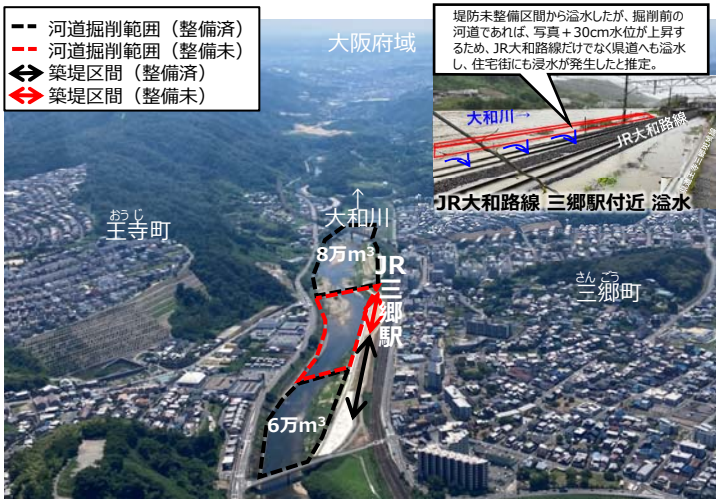 河道掘削範囲（整備済）
河道掘削範囲（整備未）
築堤区間（整備済）
築堤区間（整備未）
大阪府域
堤防未整備区間から溢水したが、掘削前の
河道であれば、写真＋30cm水位が上昇す
るため、JR大和路線だけでなく県道へも溢水
し、住宅街にも浸水が発生したと推定。
大和川→
JR大和路線
JR大和路線 三郷駅付近 溢水
↑
大和川
おうじ
王寺町
8万m³
JR三郷駅
さんごう
三郷町
6万m³